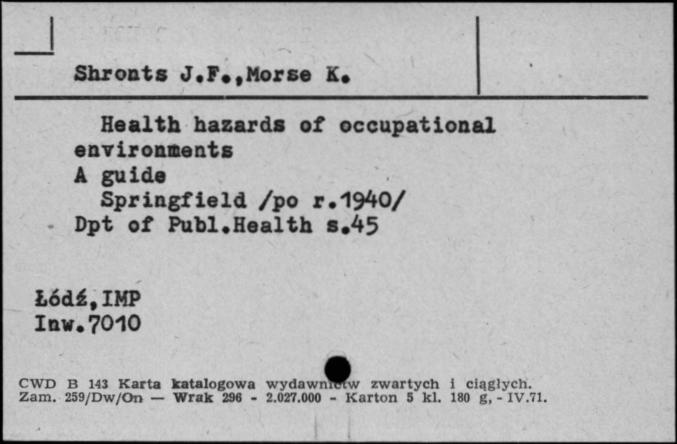 Shronts J.F.,Morse K.
Health hazards of occupational
environments
A guide
Springfield /po r.1940/
Dpt of Publ.Health s.45
Łódź,IMP
Inw.7010
CWD B 143 Karta katalogowa wydawnictw zwartych i ciągłych.
Zam. 259/Dw/On — Wrak 296 - 2.027.000 - Karton 5 kl. 180 g, - IV.71.